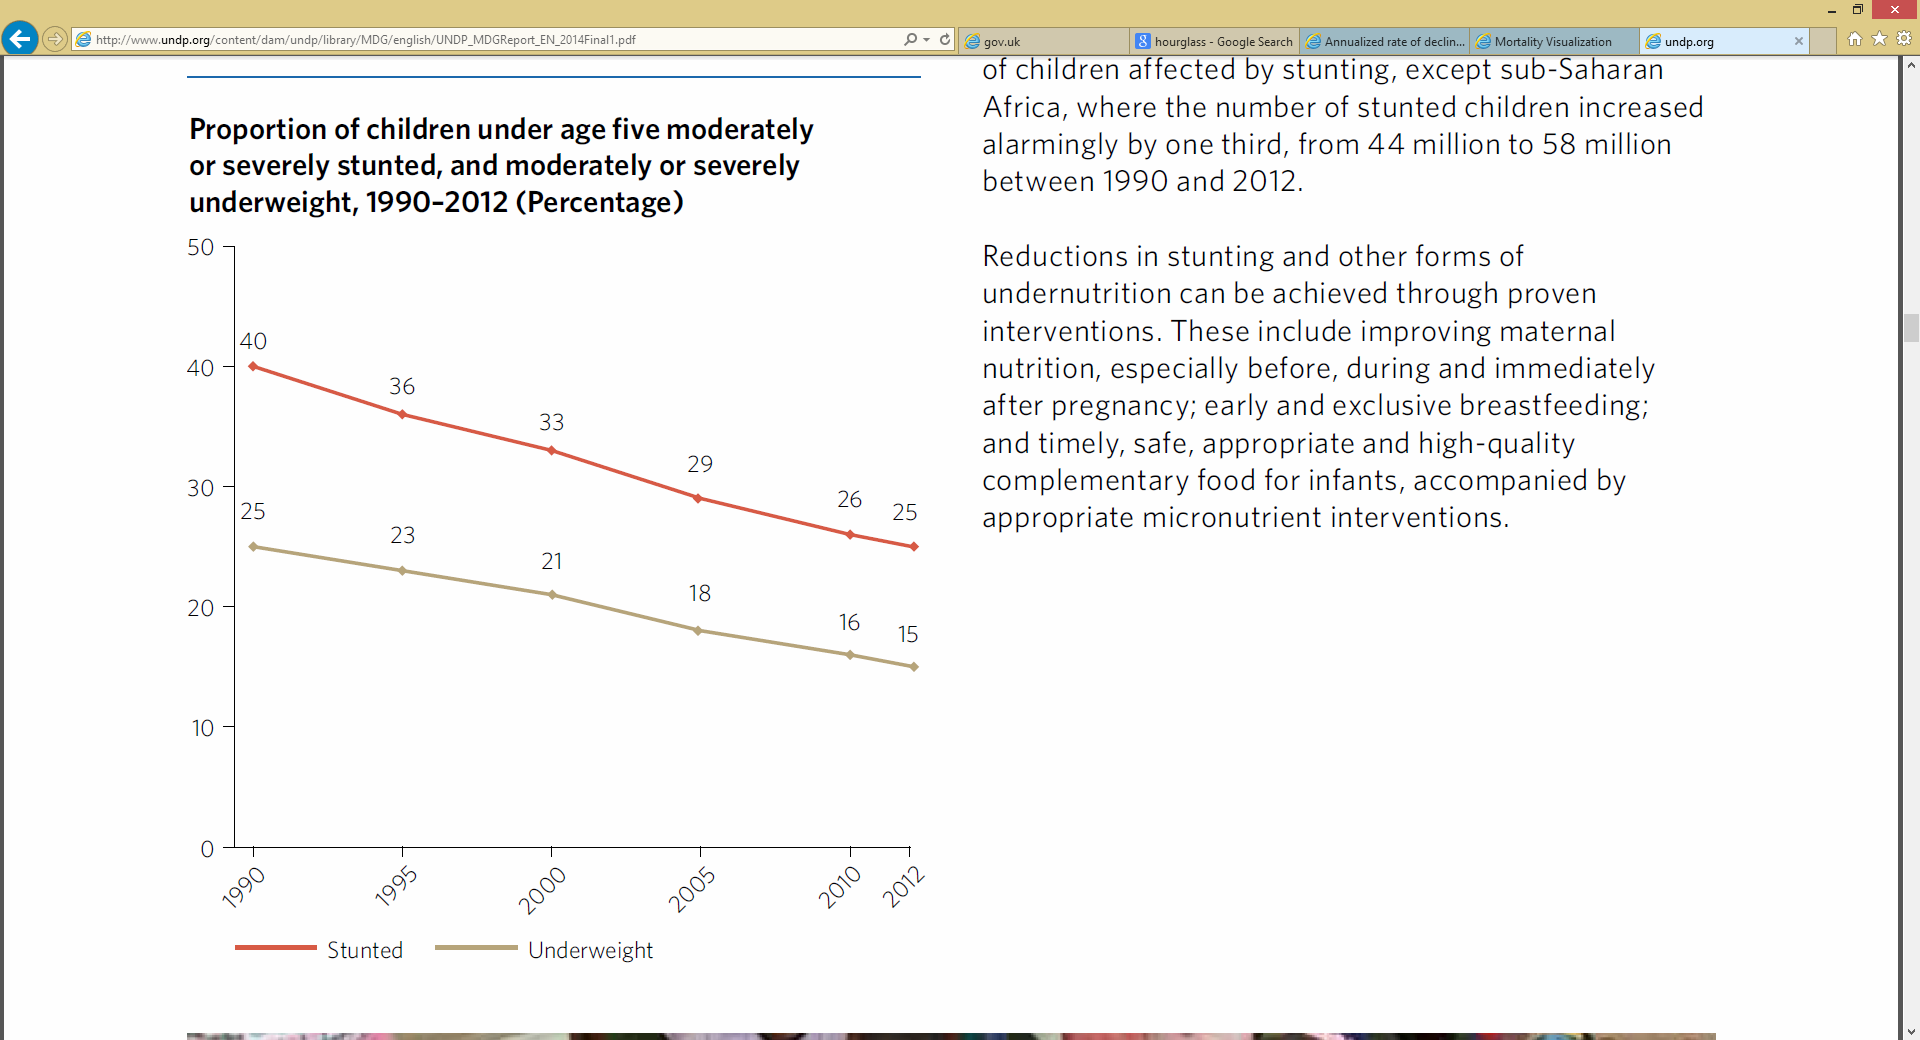 http://www.undp.org/content/dam/undp/library/MDG/english/UNDP_MDGReport_EN_2014Final1.pdf
gov.uk
hourglass - Google Search
Annualized rate of declin...
Mortality Visualization
undp.org
Proportion of children under age five moderately
or severely stunted, and moderately or severely
underweight, 1990–2012 (Percentage)
50
40
30
20
10
0
40
36
33
29
26
25
25
23
21
18
16
15
1990
1995
2000
2005
2010
2012
Stunted
Underweight
of children affected by stunting, except sub-Saharan
Africa, where the number of stunted children increased
alarmingly by one third, from 44 million to 58 million
between 1990 and 2012.
Reductions in stunting and other forms of
undernutrition can be achieved through proven
interventions. These include improving maternal
nutrition, especially before, during and immediately
after pregnancy; early and exclusive breastfeeding;
and timely, safe, appropriate and high-quality
complementary food for infants, accompanied by
appropriate micronutrient interventions.